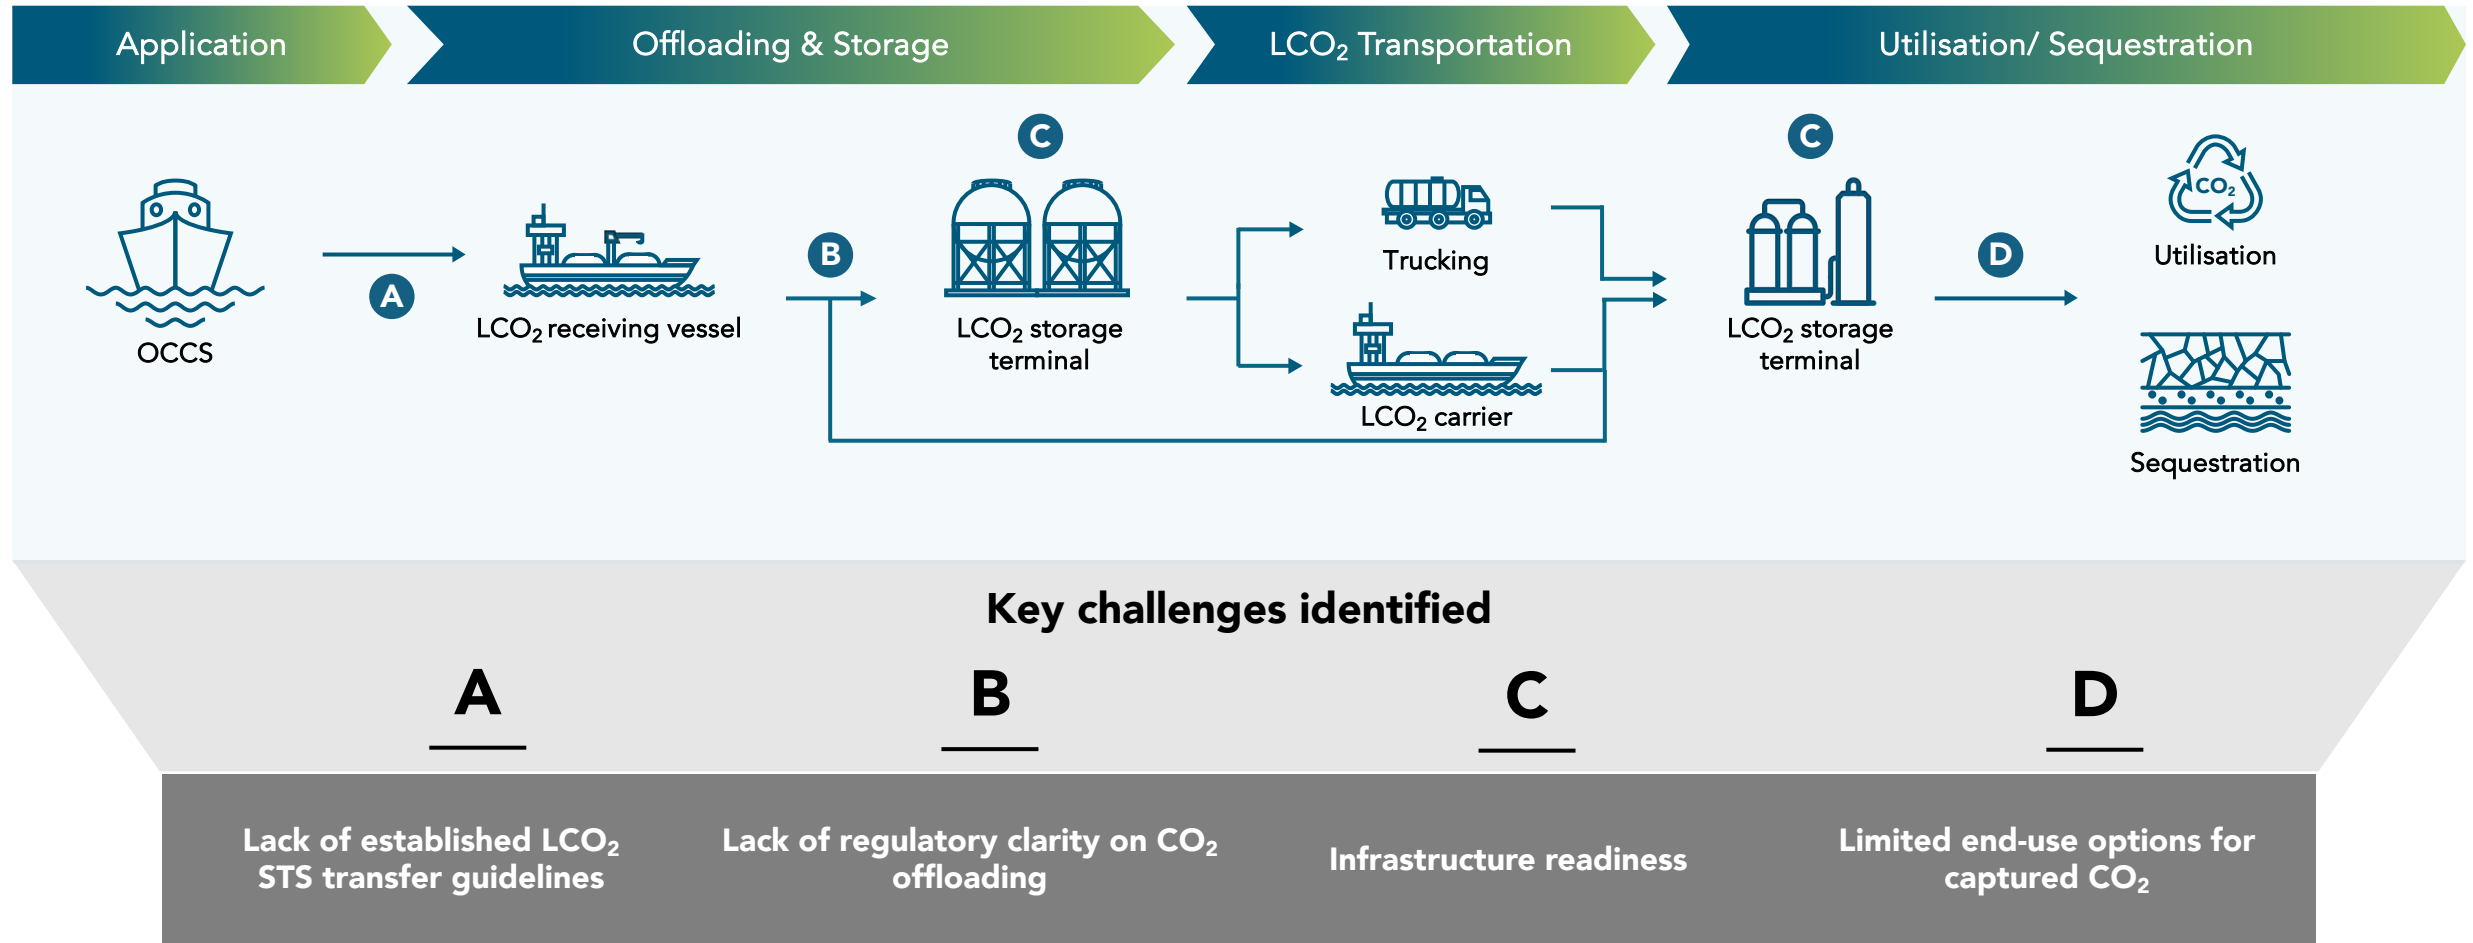 Application
Offloading & Storage
LCO₂ Transportation
Utilisation/ Sequestration
C
C
CO₂
A
B
D
OCCS
LCO₂ receiving vessel
LCO₂ storage
terminal
Trucking
LCO₂ carrier
LCO₂ storage
terminal
Utilisation
Sequestration
Key challenges identified
A
B
C
D
Lack of established LCO₂
STS transfer guidelines
Lack of regulatory clarity on CO₂
offloading
Infrastructure readiness
Limited end-use options for
captured CO₂